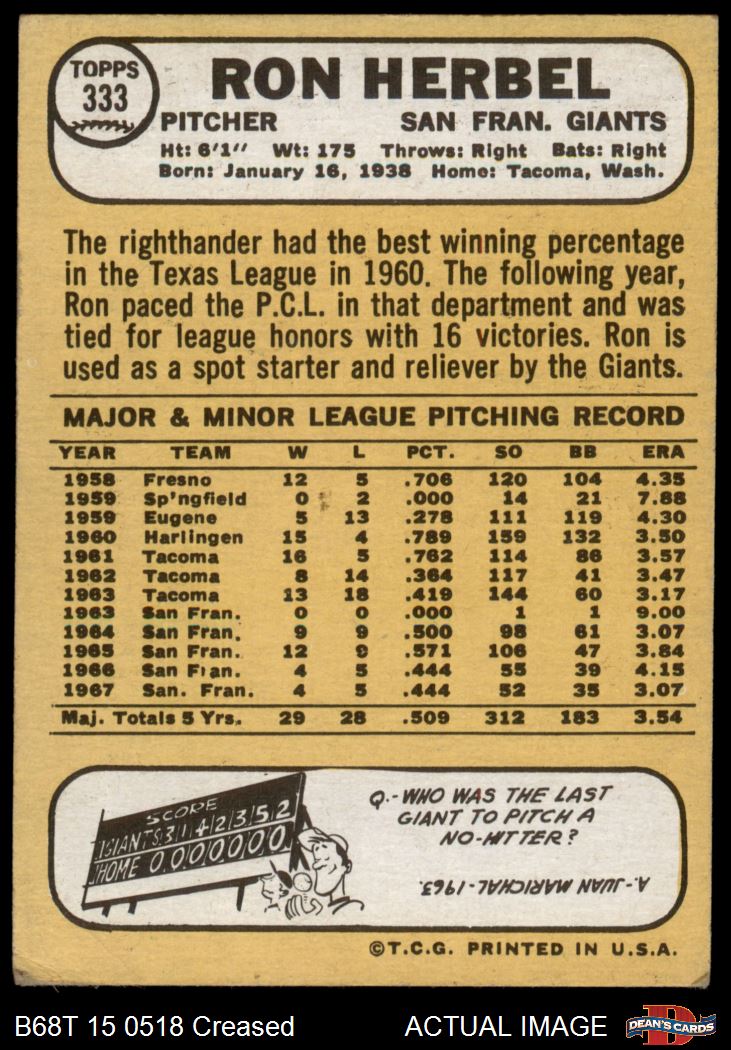 TOPPS
333
RON HERBEL
PITCHER SAN FRAN. GIANTS
Ht: 6'1" Wt: 175 Throws: Right Bats: Right
Born: January 16, 1938 Home: Tacoma, Wash.
The righthander had the best winning percentage
in the Texas League in 1960. The following year,
Ron paced the P.C.L. in that department and was
tied for league honors with 16 victories. Ron is
used as a spot starter and reliever by the Giants.
MAJOR & MINOR LEAGUE PITCHING RECORD
YEAR TEAM W L PCT. SO BB ERA
1958 Fresno 12 5 .706 120 104 4.35
1959 Sp'ngfield 0 2 .000 14 21 7.88
1959 Eugene 5 13 .278 111 119 4.30
1960 Harlingen 15 4 .789 159 132 3.50
1961 Tacoma 16 5 .762 114 86 3.57
1962 Tacoma 8 14 .364 117 41 3.47
1963 Tacoma 13 18 .419 144 60 3.17
1963 San Fran. 0 0 .000 1 1 9.00
1964 San Fran. 9 9 .500 98 61 3.07
1965 San Fran. 12 9 .571 106 47 3.84
1966 San Fran. 4 5 .444 55 39 4.15
1967 San. Fran. 4 5 .444 52 35 3.07
Maj. Totals 5 Yrs. 29 28 .509 312 183 3.54
SCORE
GIANTS 3 1 4 2 3 5 2
HOME 0 0 0 0 0 0 0
Q.- WHO WAS THE LAST
GIANT TO PITCH A
NO-HITTER?
A. JUAN MARICHAL - 1963.
©T.C.G. PRINTED IN U.S.A.
B68T 15 0518 Creased ACTUAL IMAGE DEAN'S CARDS